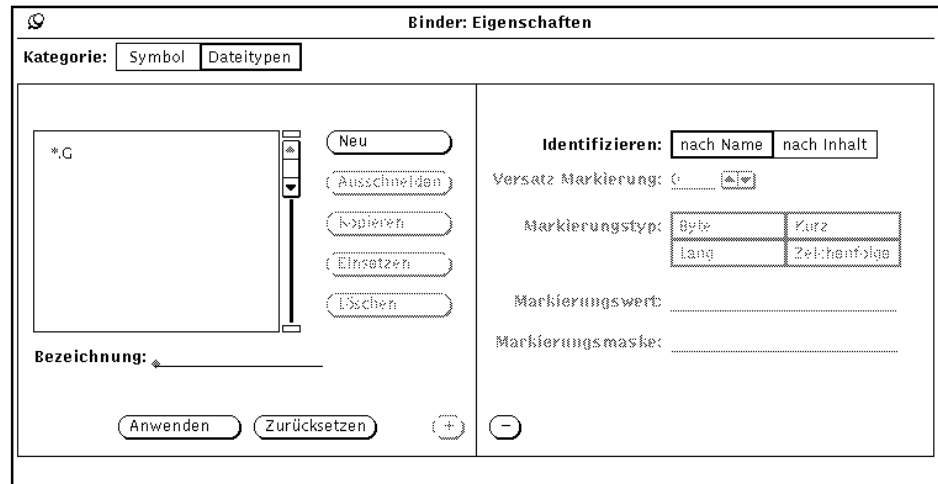 Binder: Eigenschaften
Kategorie: Symbol Dateitypen
*.G
Neu
Ausschneiden
Kopieren
Einsetzen
Löschen
Bezeichnung:
Anwenden Zurücksetzen +
Identifizieren: nach Name nach Inhalt
Versatz Markierung: 0
Markierungstyp: Byte Kurz
Lang Zeichenfolge
Markierungswert:
Markierungsmaske:
−